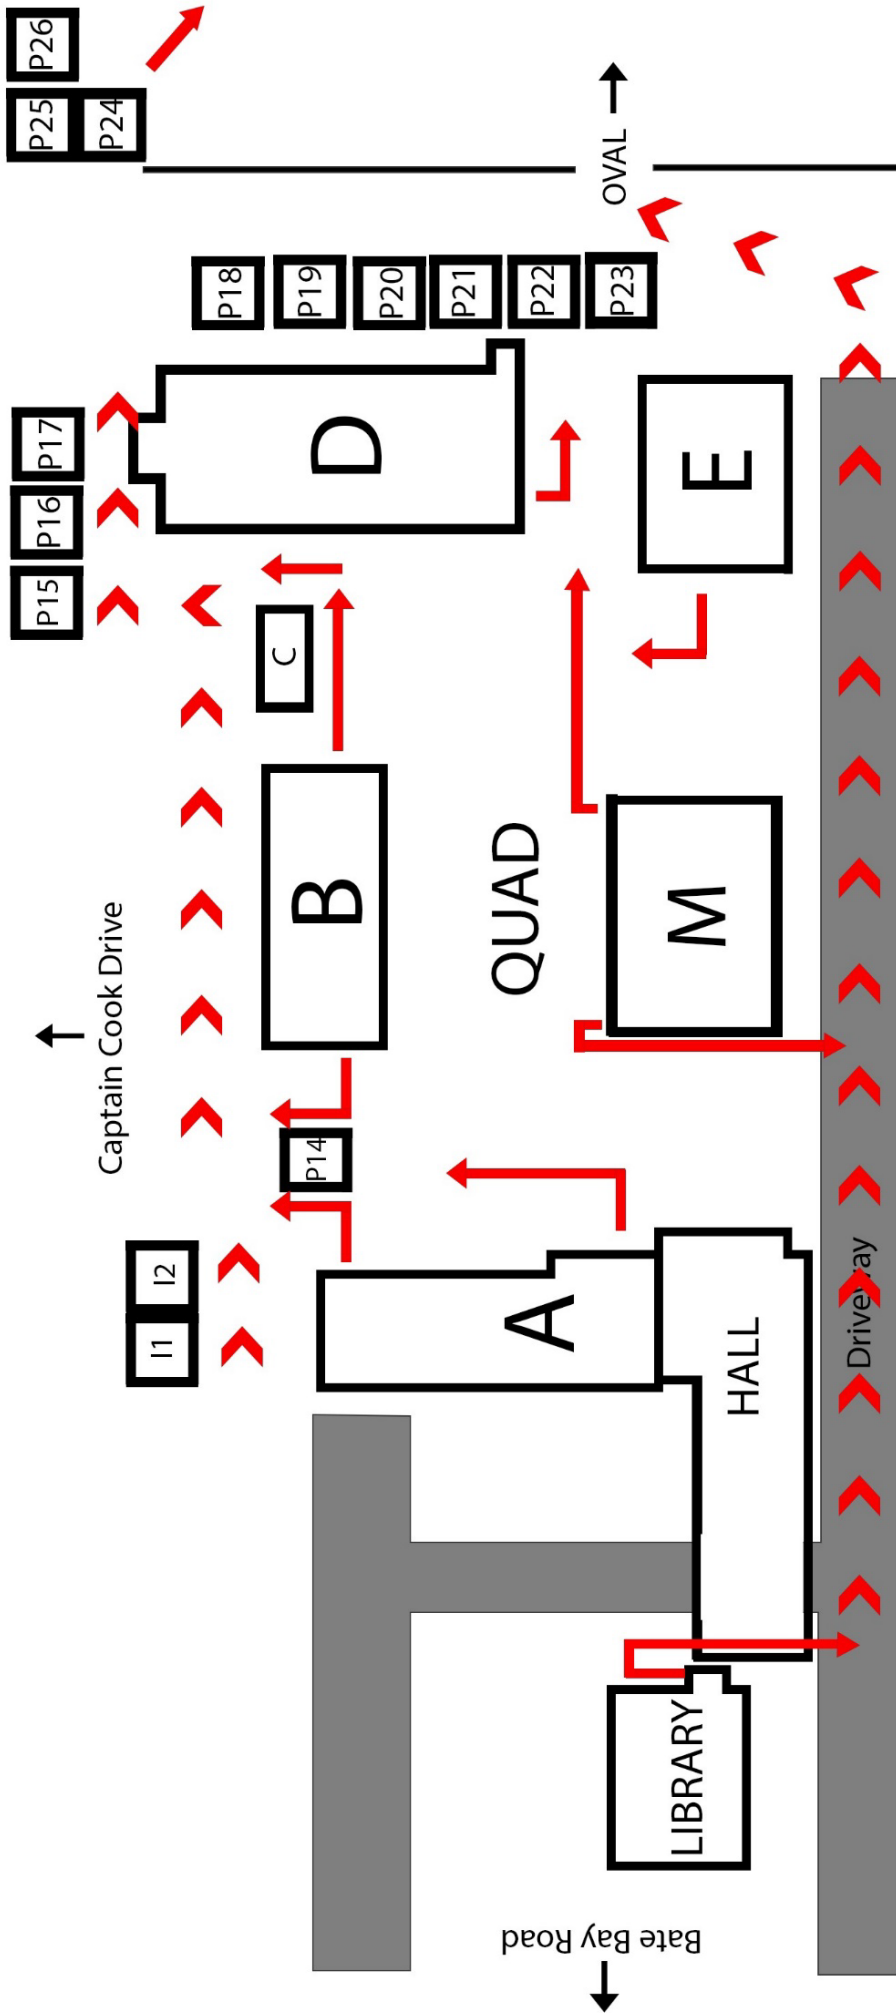 Captain Cook Drive
I1
I2
P14
P15
P16
P17
P25
P26
P24
C
B
D
P18
P19
P20
P21
P22
P23
A
QUAD
OVAL
Bate Bay Road
LIBRARY
HALL
M
E
Driveway